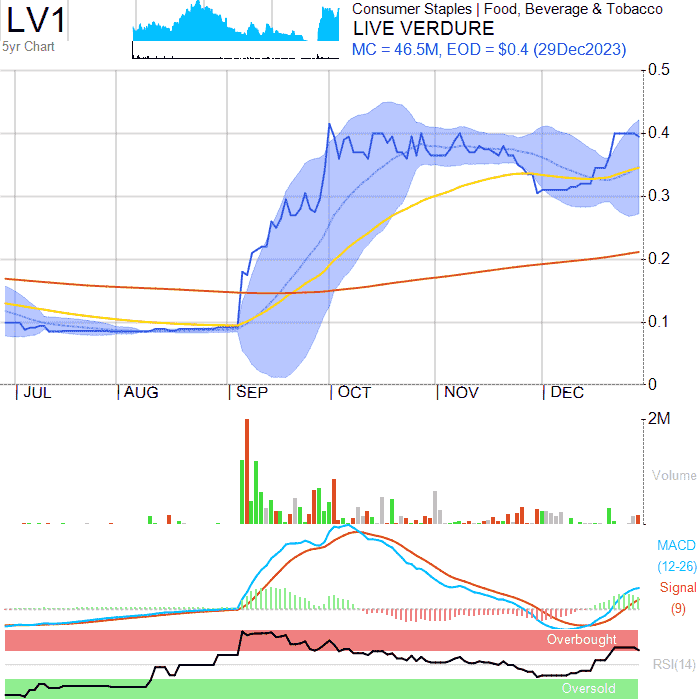 LV1
5yr Chart
Consumer Staples | Food, Beverage & Tobacco
LIVE VERDURE
MC = 46.5M, EOD = $0.4 (29Dec2023)
0.5
0.4
0.3
0.2
0.1
0
JUL AUG SEP OCT NOV DEC
2M
Volume
MACD
(12-26)
Signal
(9)
Overbought
RSI(14)
Oversold